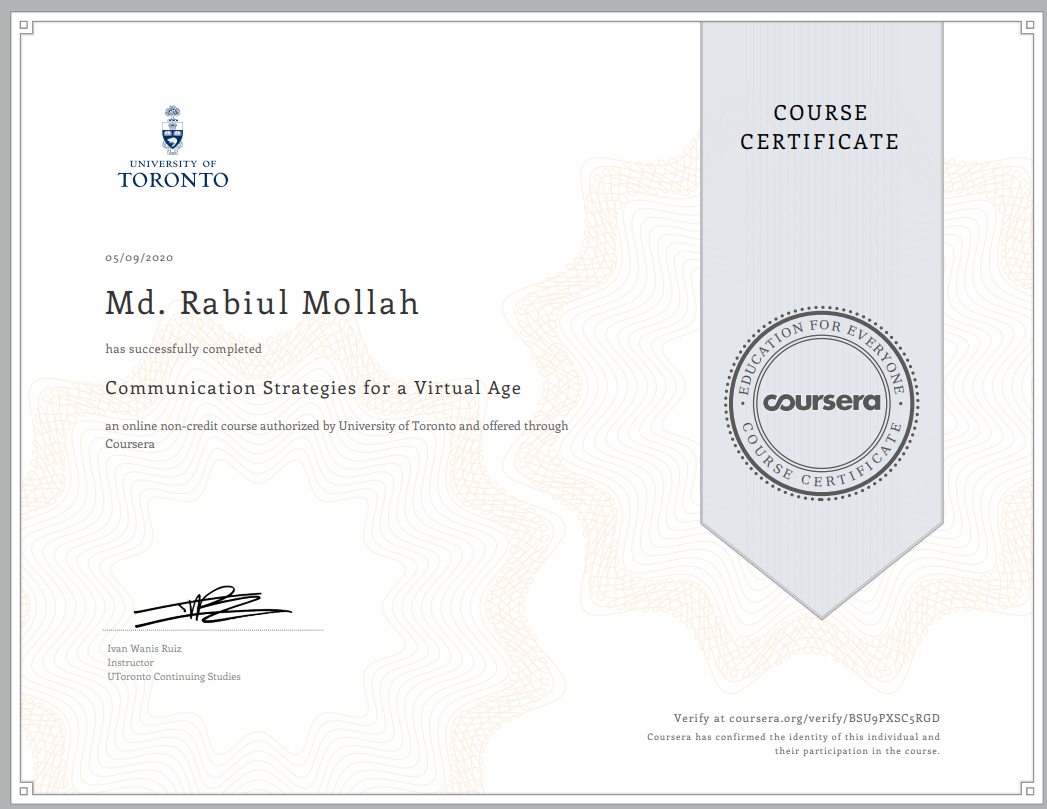 COURSE
CERTIFICATE
UNIVERSITY OF
TORONTO
05/09/2020
Md. Rabiul Mollah
has successfully completed
Communication Strategies for a Virtual Age
an online non-credit course authorized by University of Toronto and offered through
Coursera
EDUCATION FOR EVERYONE
coursera
COURSE CERTIFICATE
Ivan Wanis Ruiz
Instructor
UToronto Continuing Studies
Verify at coursera.org/verify/BSU9PXSC5RGD
Coursera has confirmed the identity of this individual and
their participation in the course.